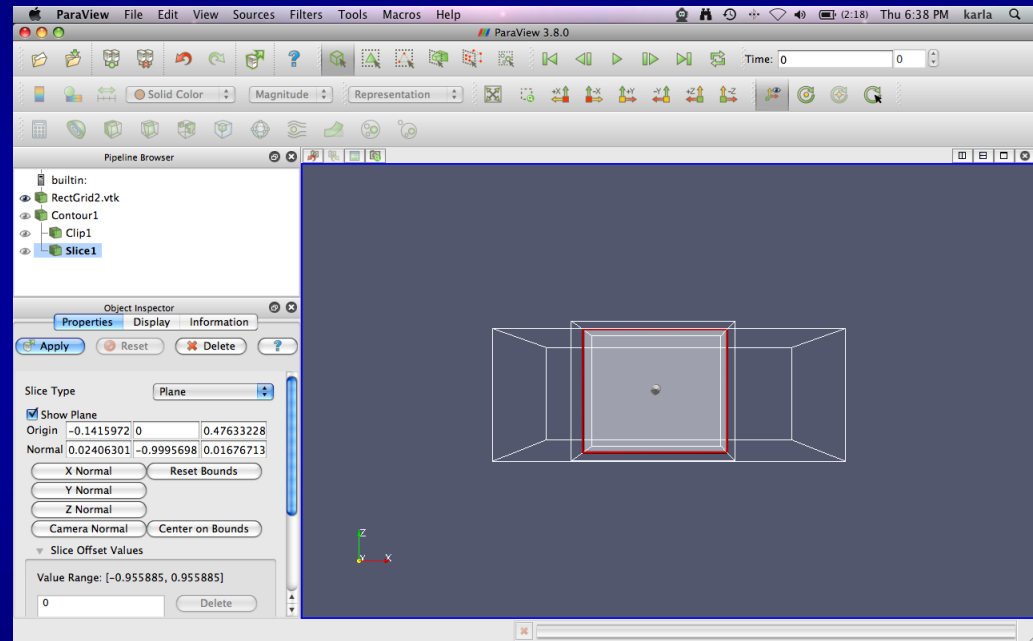 ParaView File Edit View Sources Filters Tools Macros Help (2:18) Thu 6:38 PM karla
ParaView 3.8.0
Time: 0 0
Solid Color Magnitude Representation +X -X +Y -Y +Z -Z
Pipeline Browser
builtin:
RectGrid2.vtk
Contour1
Clip1
Slice1
Object Inspector
Properties Display Information
Apply Reset Delete ?
Slice Type Plane
Show Plane
Origin -0.1415972 0 0.47633228
Normal 0.02406301 -0.9995698 0.01676713
X Normal Reset Bounds
Y Normal
Z Normal
Camera Normal Center on Bounds
Slice Offset Values
Value Range: [-0.955885, 0.955885]
0 Delete
Z
Y X